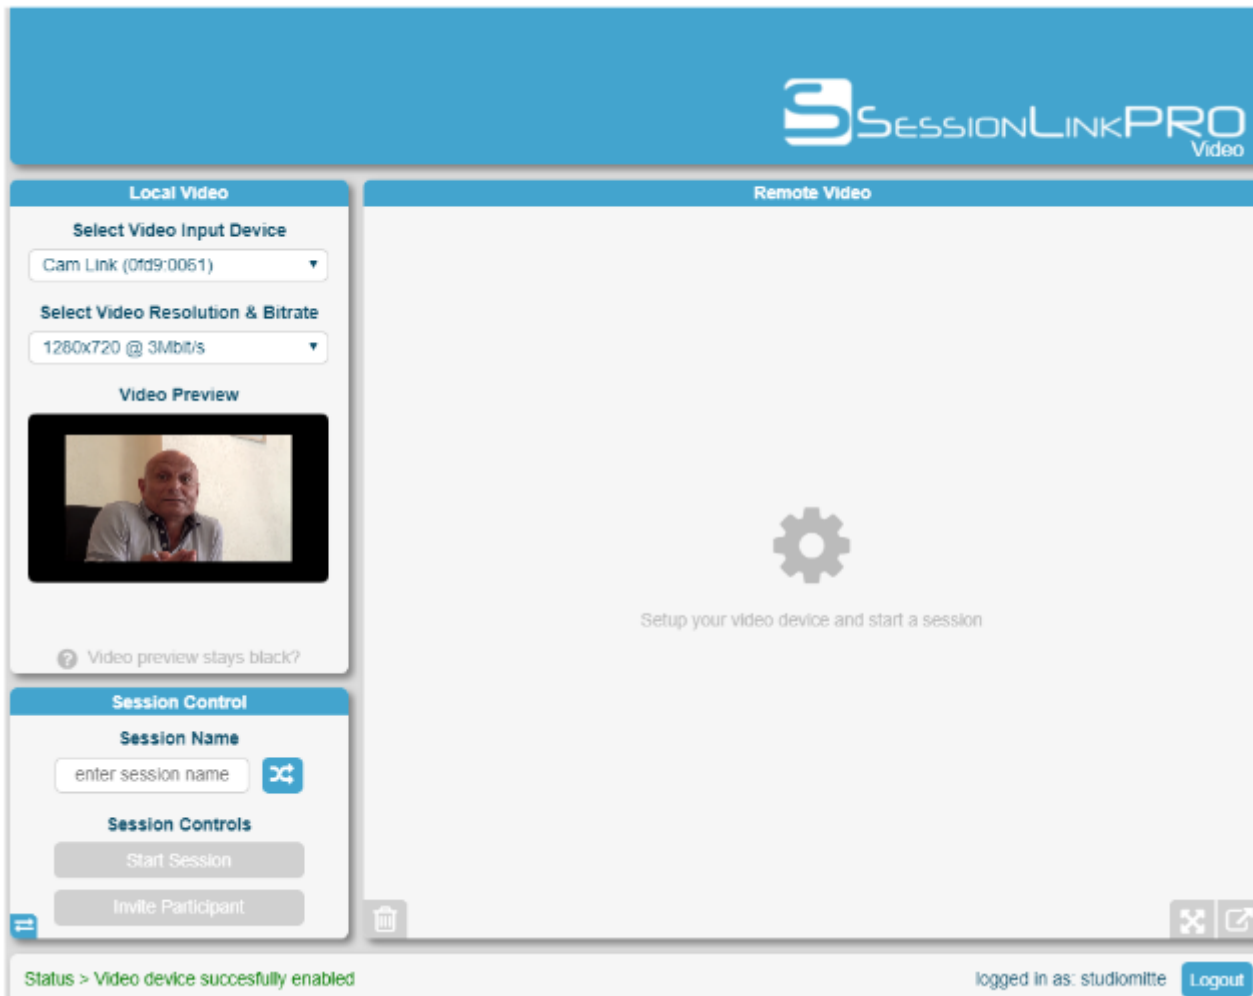 SESSIONLINKPRO
Video
Local Video
Select Video Input Device
Cam Link (0fd9:0061)
Select Video Resolution & Bitrate
1280x720 @ 3Mbit/s
Video Preview
Video preview stays black?
Remote Video
Setup your video device and start a session
Session Control
Session Name
enter session name
Session Controls
Start Session
Invite Participant
Status > Video device succesfully enabled
logged in as: studiomitte
Logout